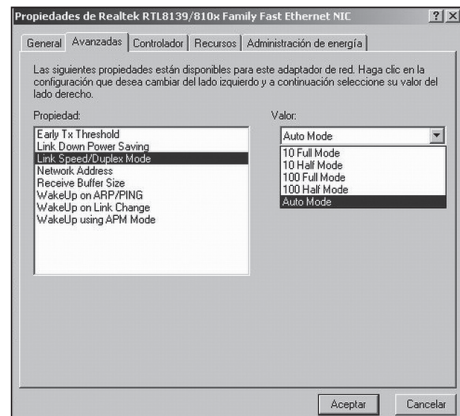 Propiedades de Realtek RTL8139/810x Family Fast Ethernet NIC
General
Avanzadas
Controlador
Recursos
Administración de energía
Las siguientes propiedades están disponibles para este adaptador de red. Haga clic en la
configuración que desea cambiar del lado izquierdo y a continuación seleccione su valor del
lado derecho.
Propiedad:
Early Tx Threshold
Link Down Power Saving
Link Speed/Duplex Mode
Network Address
Receive Buffer Size
WakeUp on ARP/PING
WakeUp on Link Change
WakeUp using APM Mode
Valor:
Auto Mode
10 Full Mode
10 Half Mode
100 Full Mode
100 Half Mode
Auto Mode
Aceptar
Cancelar